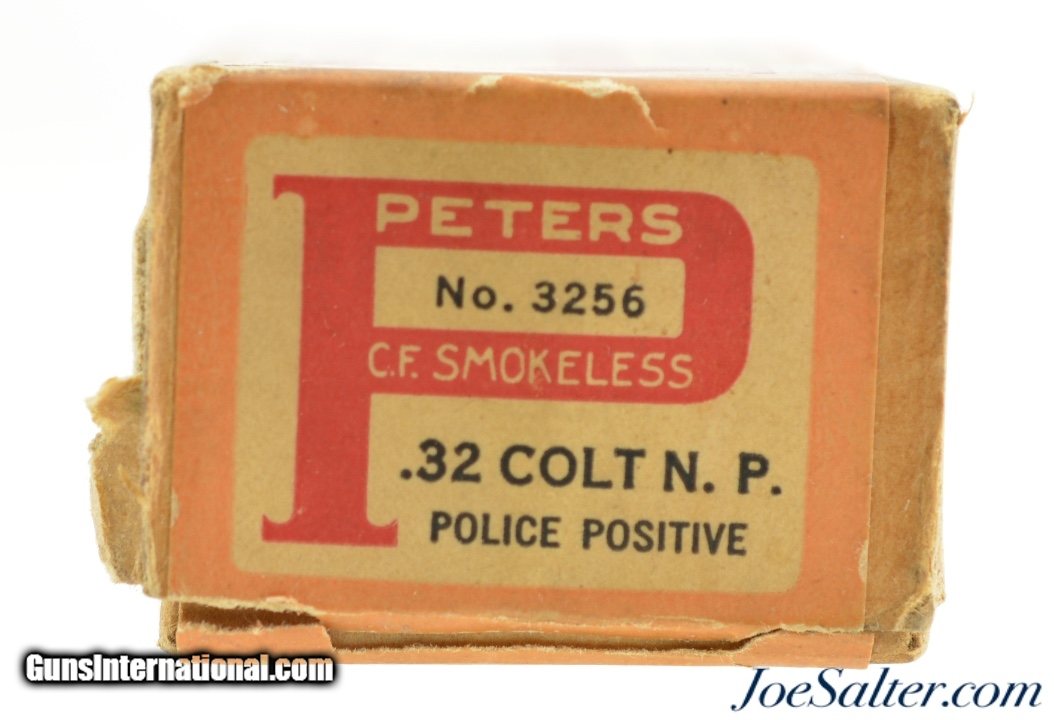 PETERS
No. 3256
C.F. SMOKELESS
.32 COLT N. P.
POLICE POSITIVE
GunsInternational.com
JoeSalter.com